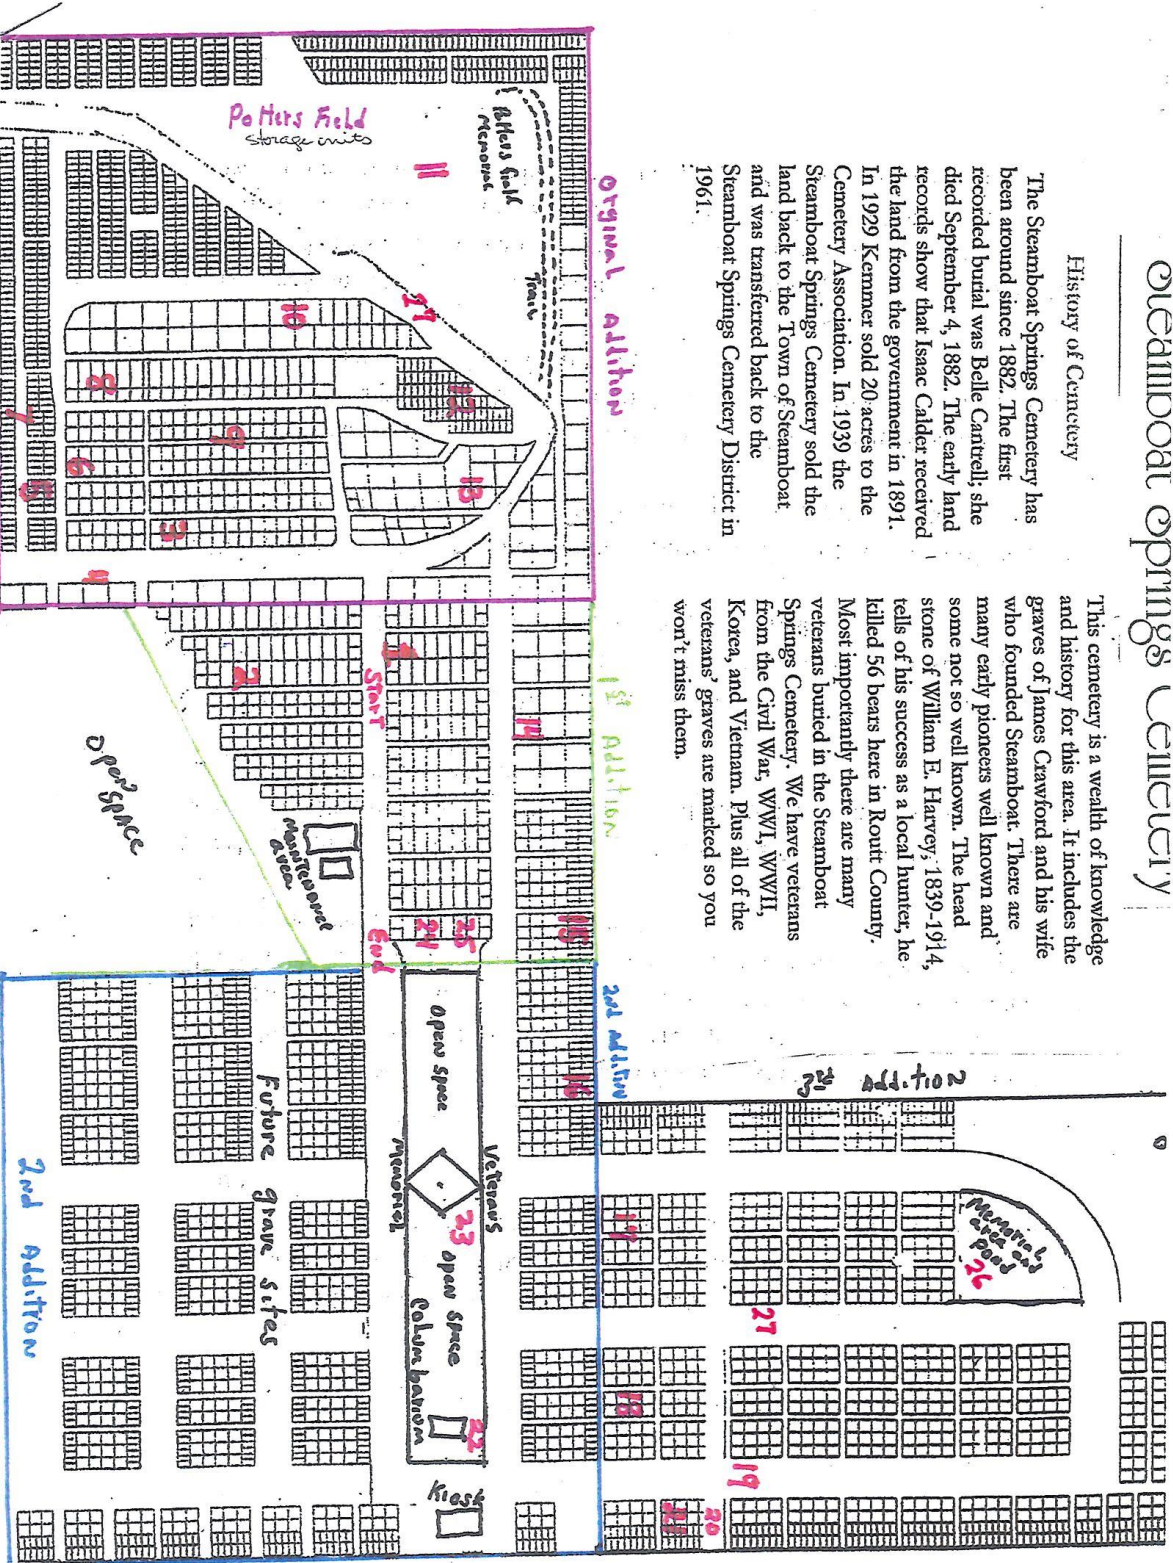 Steamboat Springs Cemetery
History of Cemetery
The Steamboat Springs Cemetery has
been around since 1882. The first
recorded burial was Belle Cantrell; she
died September 4, 1882. The early land
records show that Isaac Calder received
the land from the government in 1891.
In 1929 Kemmer sold 20-acres to the
Cemetery Association. In 1939 the
Steamboat Springs Cemetery sold the
land back to the Town of Steamboat
and was transferred back to the
Steamboat Springs Cemetery District in
1961.
This cemetery is a wealth of knowledge
and history for this area. It includes the
graves of James Crawford and his wife
who founded Steamboat. There are
many early pioneers well known and
some not so well known. The head
stone of William E. Harvey, 1839-1914,
tells of his success as a local hunter, he
killed 56 bears here in Routt County.
Most importantly there are many
veterans buried in the Steamboat
Springs Cemetery. We have veterans
from the Civil War, WWI, WWII,
Korea, and Vietnam. Plus all of the
veterans' graves are marked so you
won't miss them.
Orginal Addition
1st Addition
2nd Addition
3rd Addition
Memorial
area and
pond
26
27
19
20
21
17
18
Potters field
Memorial
Trail
11
Potters Field
storage units
27
10
12
13
8
9
7
6
5
3
4
14
15
16
1
Start
2
25
24
End
Maintenance
area
Open
Space
Open Space
Veteran's
Memorial
23
Open Space
Columbarium
22
Kiosk
Future grave sites
2nd Addition